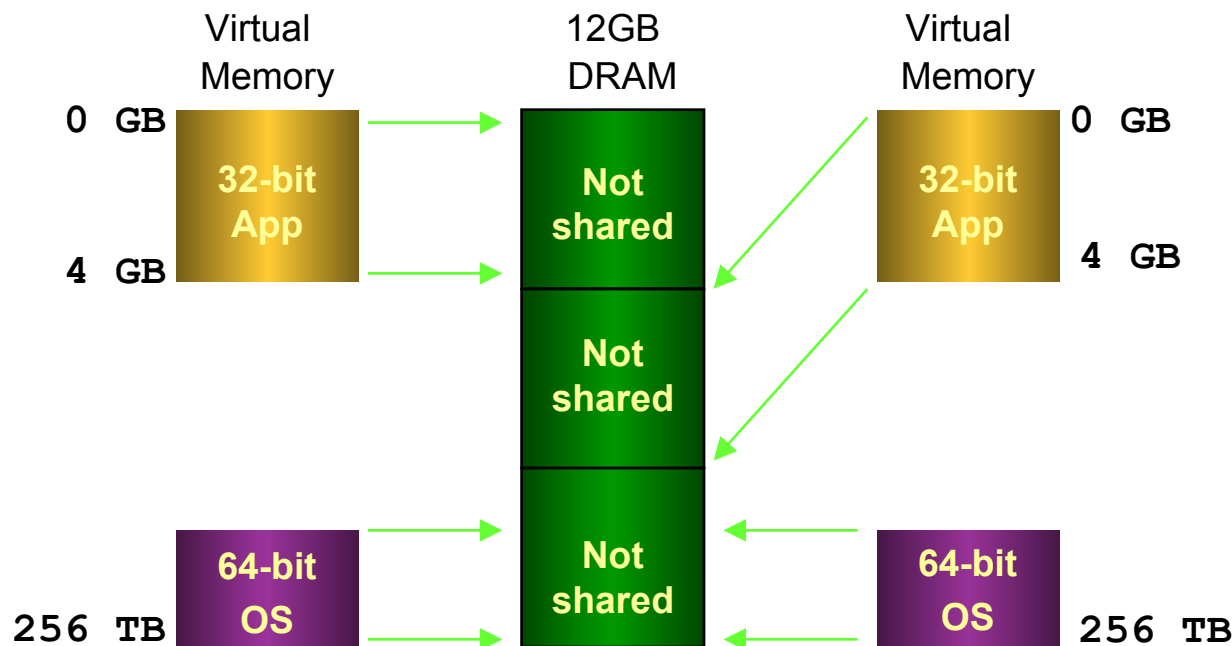 Virtual
Memory
12GB
DRAM
Virtual
Memory
0 GB
32-bit
App
4 GB
Not
shared
0 GB
32-bit
App
4 GB
Not
shared
64-bit
OS
256 TB
Not
shared
64-bit
OS
256 TB